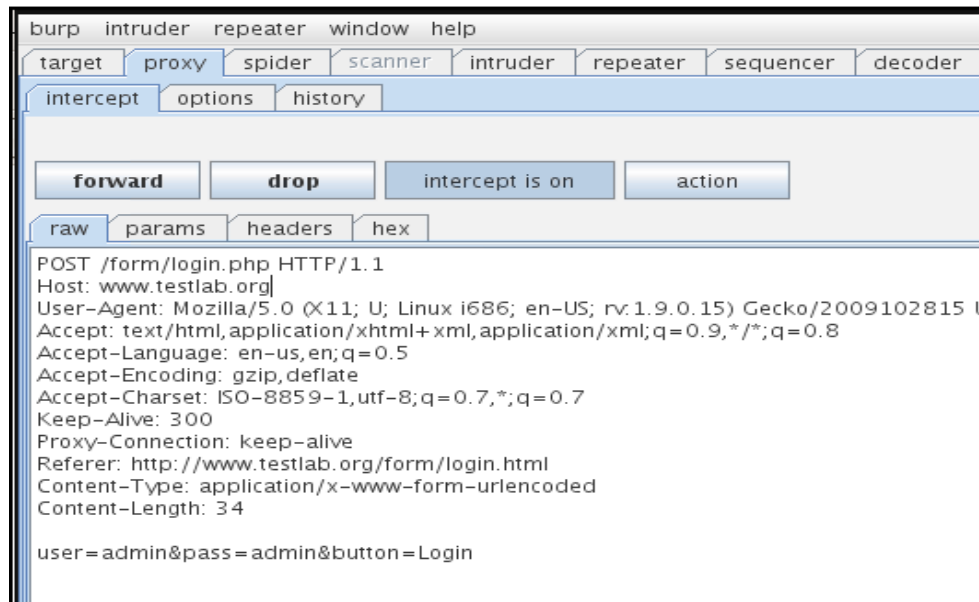 burp intruder repeater window help
target proxy spider scanner intruder repeater sequencer decoder
intercept options history
forward drop intercept is on action
raw params headers hex
POST /form/login.php HTTP/1.1
Host: www.testlab.org
User-Agent: Mozilla/5.0 (X11; U; Linux i686; en-US; rv:1.9.0.15) Gecko/2009102815
Accept: text/html,application/xhtml+xml,application/xml;q=0.9,*/*;q=0.8
Accept-Language: en-us,en;q=0.5
Accept-Encoding: gzip,deflate
Accept-Charset: ISO-8859-1,utf-8;q=0.7,*;q=0.7
Keep-Alive: 300
Proxy-Connection: keep-alive
Referer: http://www.testlab.org/form/login.html
Content-Type: application/x-www-form-urlencoded
Content-Length: 34

user=admin&pass=admin&button=Login